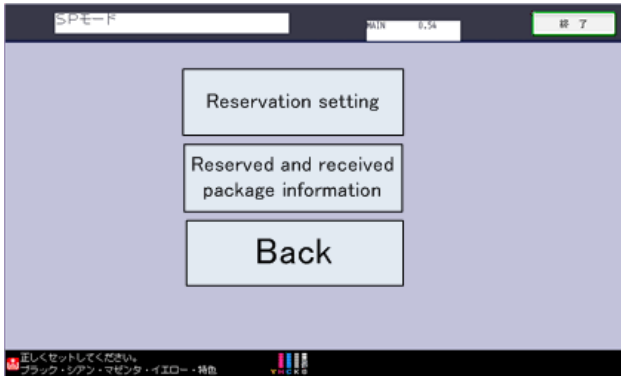 SPモード
MAIN 0.54
終 了
Reservation setting
Reserved and received
package information
Back
正しくセットしてください。
ブラック・シアン・マゼンタ・イエロー・特色
Y M C K S